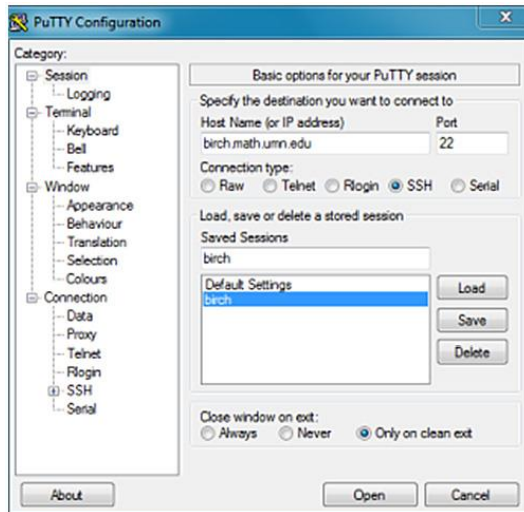 PuTTY Configuration
Category:
Session
Logging
Terminal
Keyboard
Bell
Features
Window
Appearance
Behaviour
Translation
Selection
Colours
Connection
Data
Proxy
Telnet
Rlogin
SSH
Serial
Basic options for your PuTTY session
Specify the destination you want to connect to
Host Name (or IP address) Port
birch.math.umn.edu 22
Connection type:
Raw Telnet Rlogin SSH Serial
Load, save or delete a stored session
Saved Sessions
birch
Default Settings
birch
Load
Save
Delete
Close window on exit:
Always Never Only on clean exit
About Open Cancel